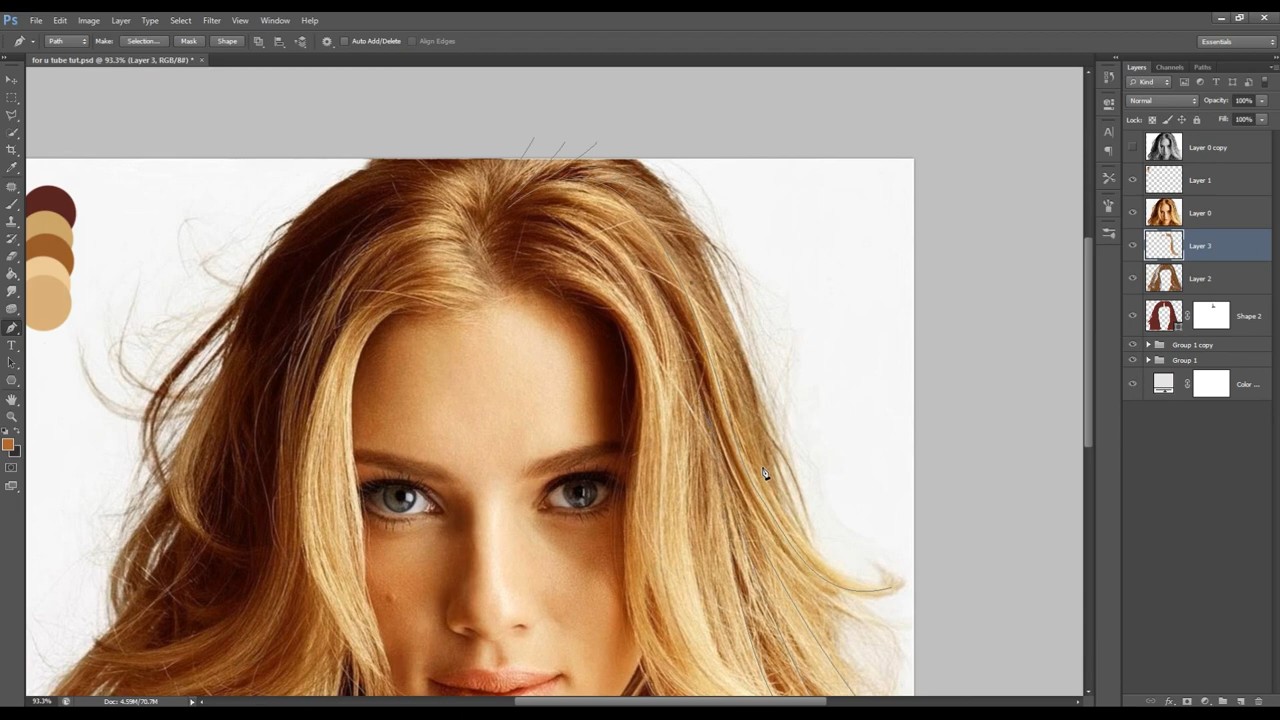 Ps File Edit Image Layer Type Select Filter View Window Help
Path Make: Selection... Mask Shape Auto Add/Delete Align Edges Essentials
for u tube tut.psd @ 93.3% (Layer 3, RGB/8#) * ×
Layers Channels Paths
Kind T
Normal Opacity: 100%
Lock: Fill: 100%
Layer 0 copy
Layer 1
Layer 0
Layer 3
Layer 2
Shape 2
Group 1 copy
Group 1
Color ...
93.3% Doc: 4.59M/70.7M
fx